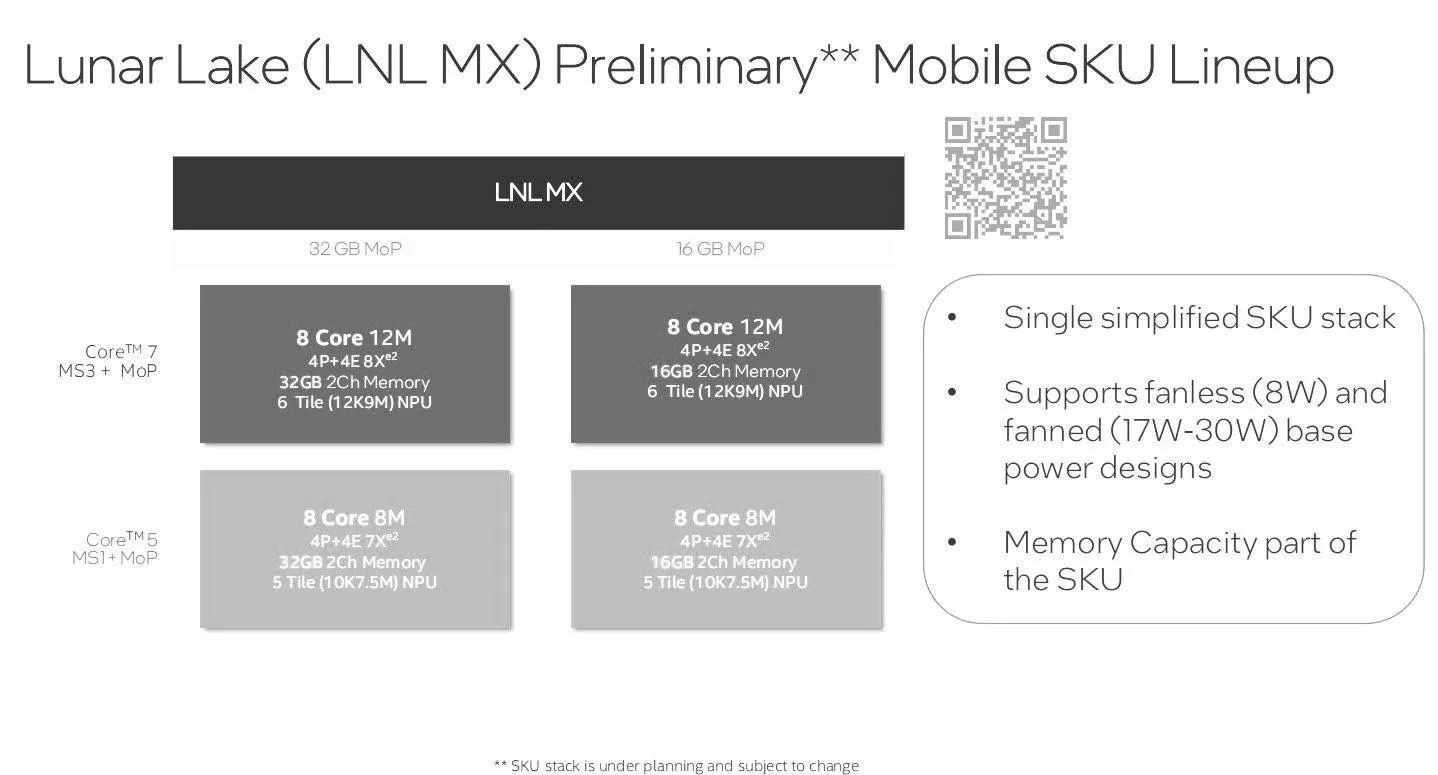 Lunar Lake (LNL MX) Preliminary** Mobile SKU Lineup
LNL MX
32 GB MoP
16 GB MoP
Core™ 7
MS3 + MoP
8 Core 12M
4P+4E 8Xe2
32GB 2Ch Memory
6 Tile (12K9M) NPU
8 Core 12M
4P+4E 8Xe2
16GB 2Ch Memory
6 Tile (12K9M) NPU
Core™ 5
MS1 + MoP
8 Core 8M
4P+4E 7Xe2
32GB 2Ch Memory
5 Tile (10K7.5M) NPU
8 Core 8M
4P+4E 7Xe2
16GB 2Ch Memory
5 Tile (10K7.5M) NPU
• Single simplified SKU stack
• Supports fanless (8W) and
fanned (17W-30W) base
power designs
• Memory Capacity part of
the SKU
** SKU stack is under planning and subject to change